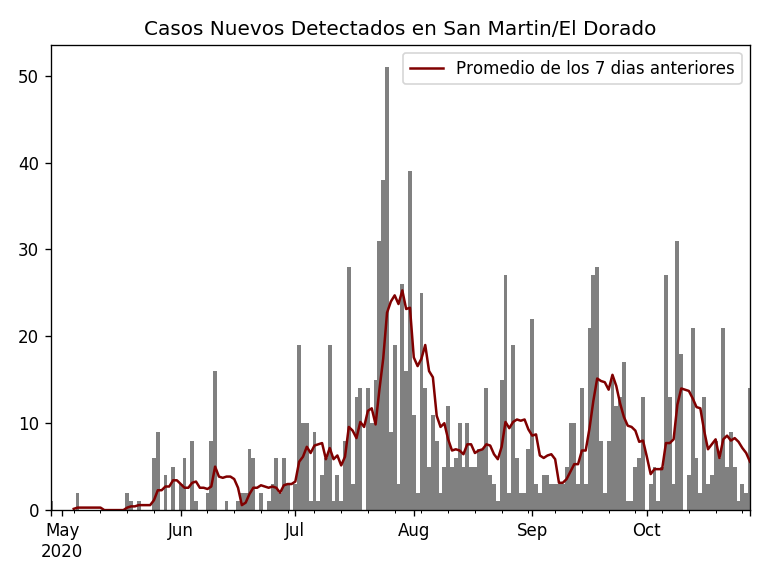 Casos Nuevos Detectados en San Martin/El Dorado
Promedio de los 7 dias anteriores
50
40
30
20
10
0
May Jun Jul Aug Sep Oct
2020